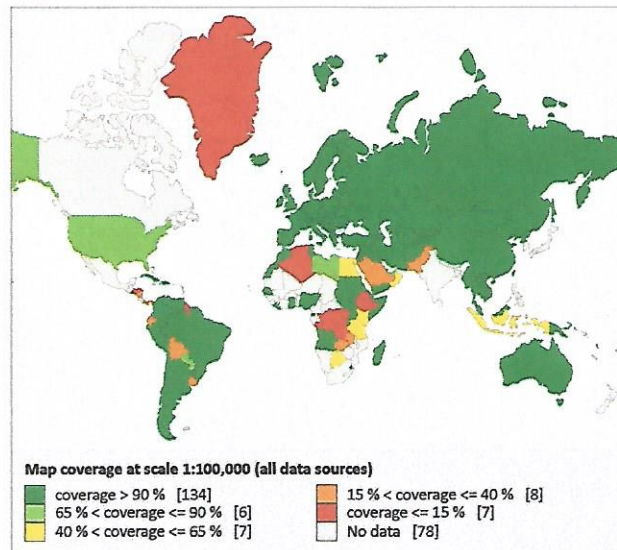 Map coverage at scale 1:100,000 (all data sources)
coverage > 90 % [134]
65 % < coverage <= 90 % [6]
40 % < coverage <= 65 % [7]
15 % < coverage <= 40 % [8]
coverage <= 15 % [7]
No data [78]